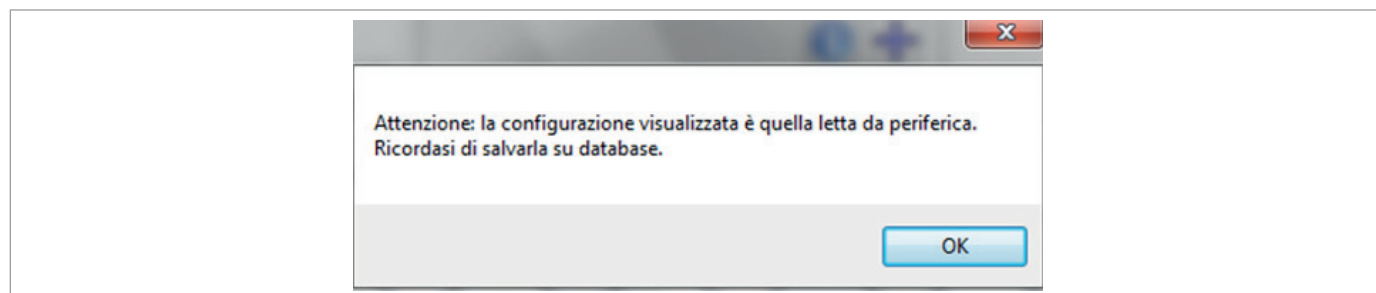 Attenzione: la configurazione visualizzata è quella letta da periferica.
Ricordasi di salvarla su database.
OK